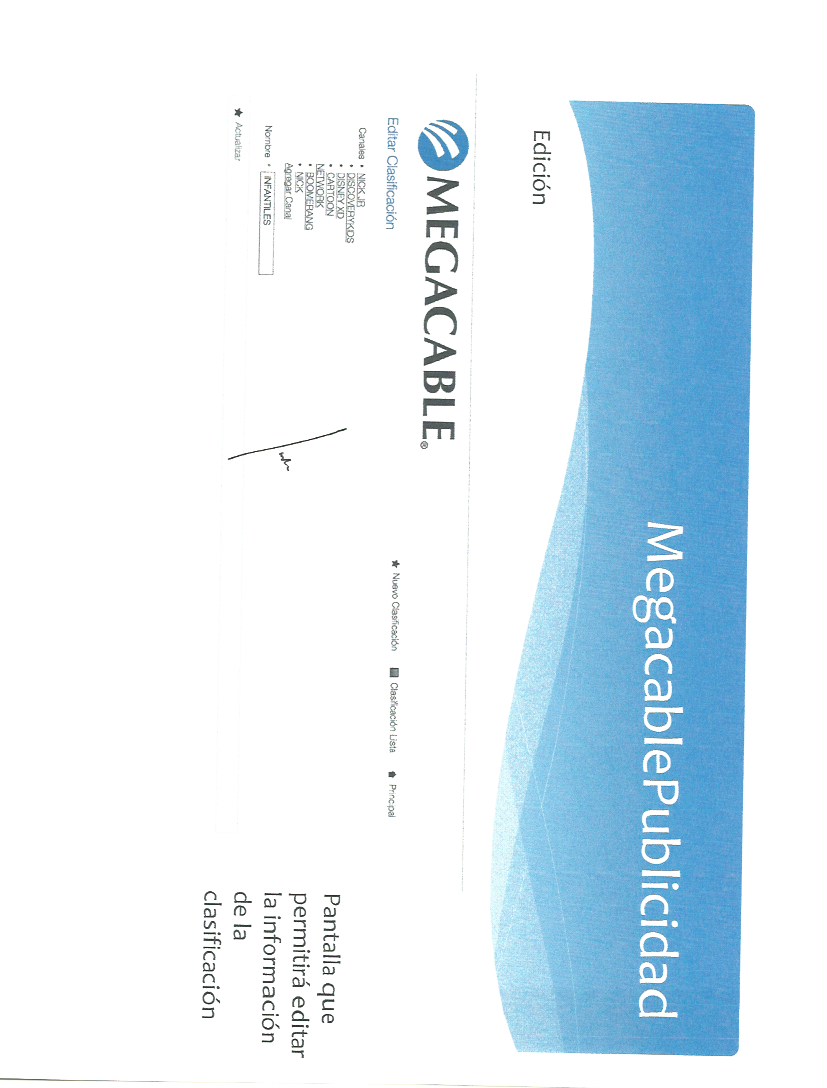 MegacablePublicidad
Edición
MEGACABLE®
Editar Clasificación
Nuevo Clasificación Clasificación Lista Principal
Canales • NICK JR
• DISCOVERYKIDS
• DISNEY XD
• CARTOON
NETWORK
• BOOMERANG
• NICK
Agregar Canal
Nombre * INFANTILES
Actualizar
Pantalla que
permitirá editar
la información
de la
clasificación